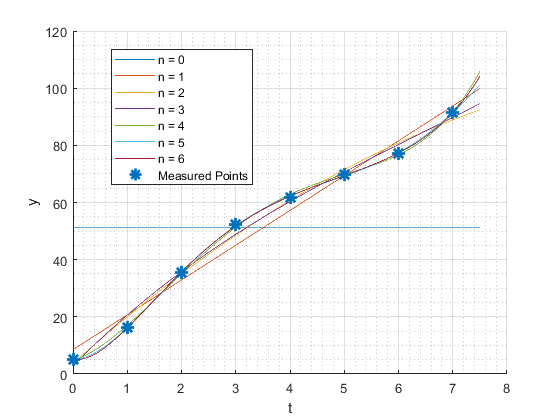 120
100
80
60
40
20
0
y
n = 0
n = 1
n = 2
n = 3
n = 4
n = 5
n = 6
Measured Points
0 1 2 3 4 5 6 7 8
t